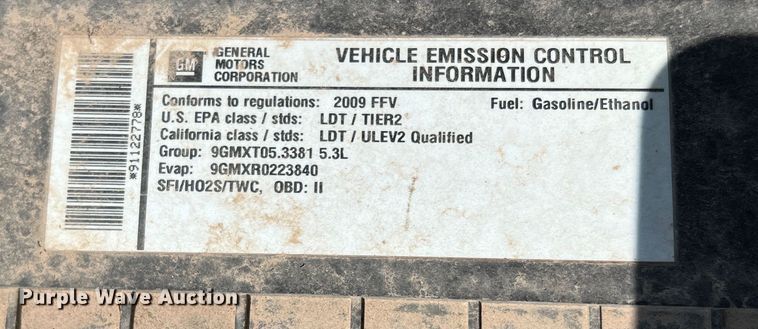 GM
GENERAL
MOTORS
CORPORATION
VEHICLE EMISSION CONTROL
INFORMATION
Conforms to regulations: 2009 FFV Fuel: Gasoline/Ethanol
U.S. EPA class / stds: LDT / TIER2
California class / stds: LDT / ULEV2 Qualified
Group: 9GMXT05.3381 5.3L
Evap: 9GMXR0223840
SFI/HO2S/TWC, OBD: II
*91122778*
Purple Wave Auction